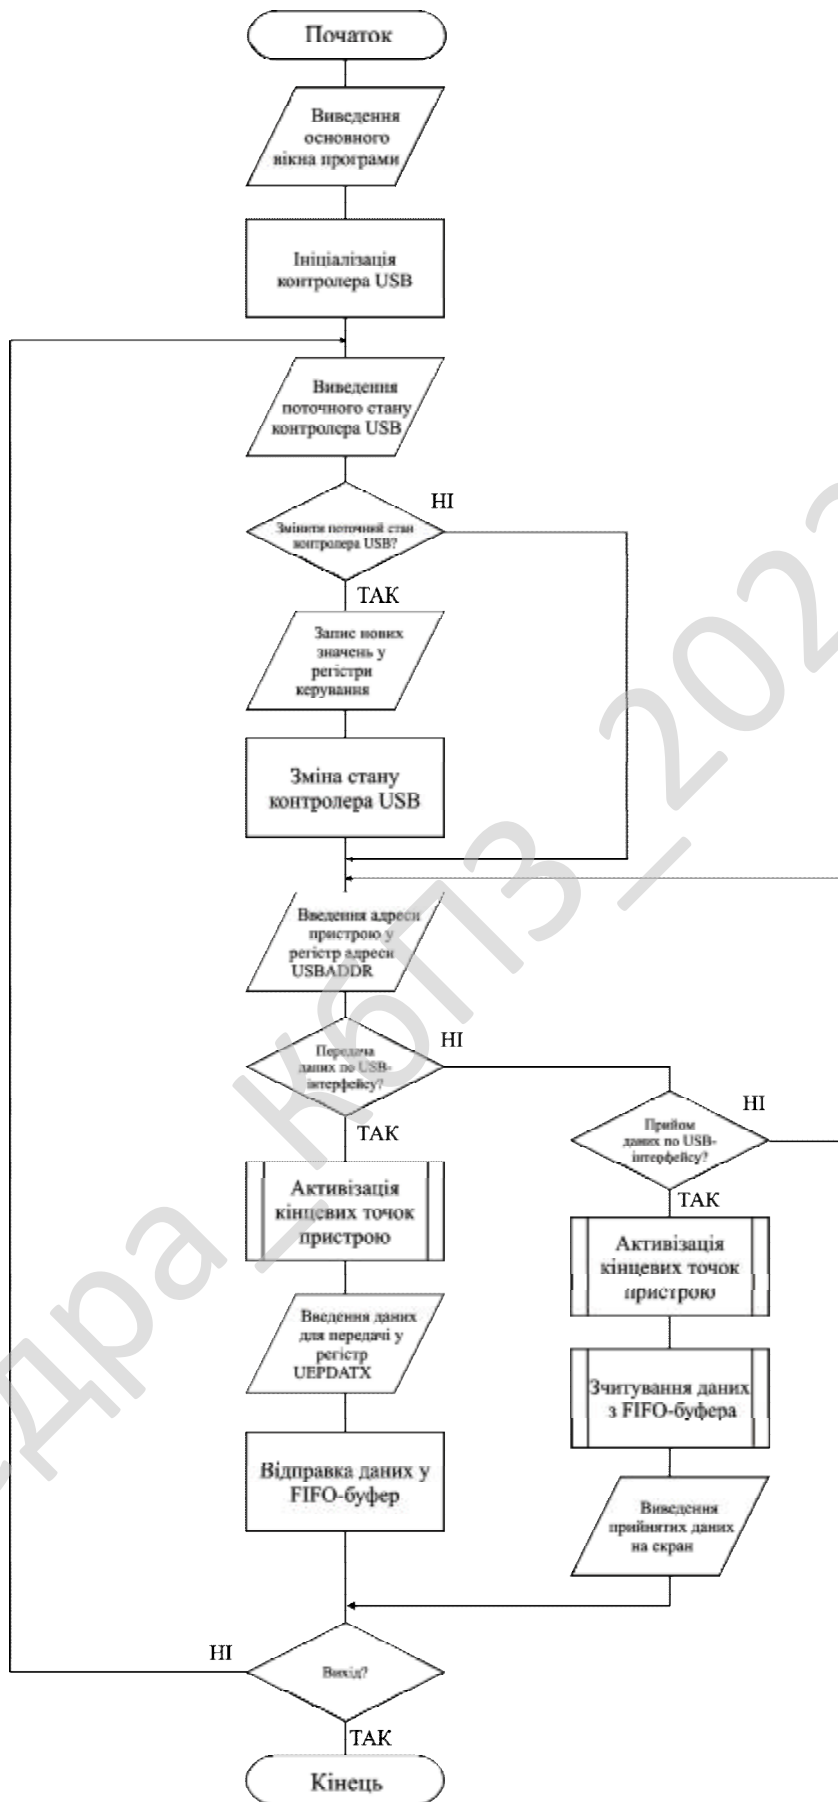 Початок
Виведення
основного
вікна програми
Ініціалізація
контролера USB
Виведення
поточного стану
контролера USB
НІ
Змінити поточний стан
контролера USB?
ТАК
Запис нових
значень у
регістри
керування
Зміна стану
контролера USB
Введення адреси
пристрою у
регістр адреси
USBADDR
НІ
Передача
даних по USB-
інтерфейсу?
ТАК
НІ
Прийом
даних по USB-
інтерфейсу?
ТАК
Активізація
кінцевих точок
пристрою
Активізація
кінцевих точок
пристрою
Введення даних
для передачі у
регістр
UEPDATX
Зчитування даних
з FIFO-буфера
Відправка даних у
FIFO-буфер
Виведення
прийнятих даних
на екран
НІ
Вихід?
ТАК
Кінець
едра_КбПЗ_202